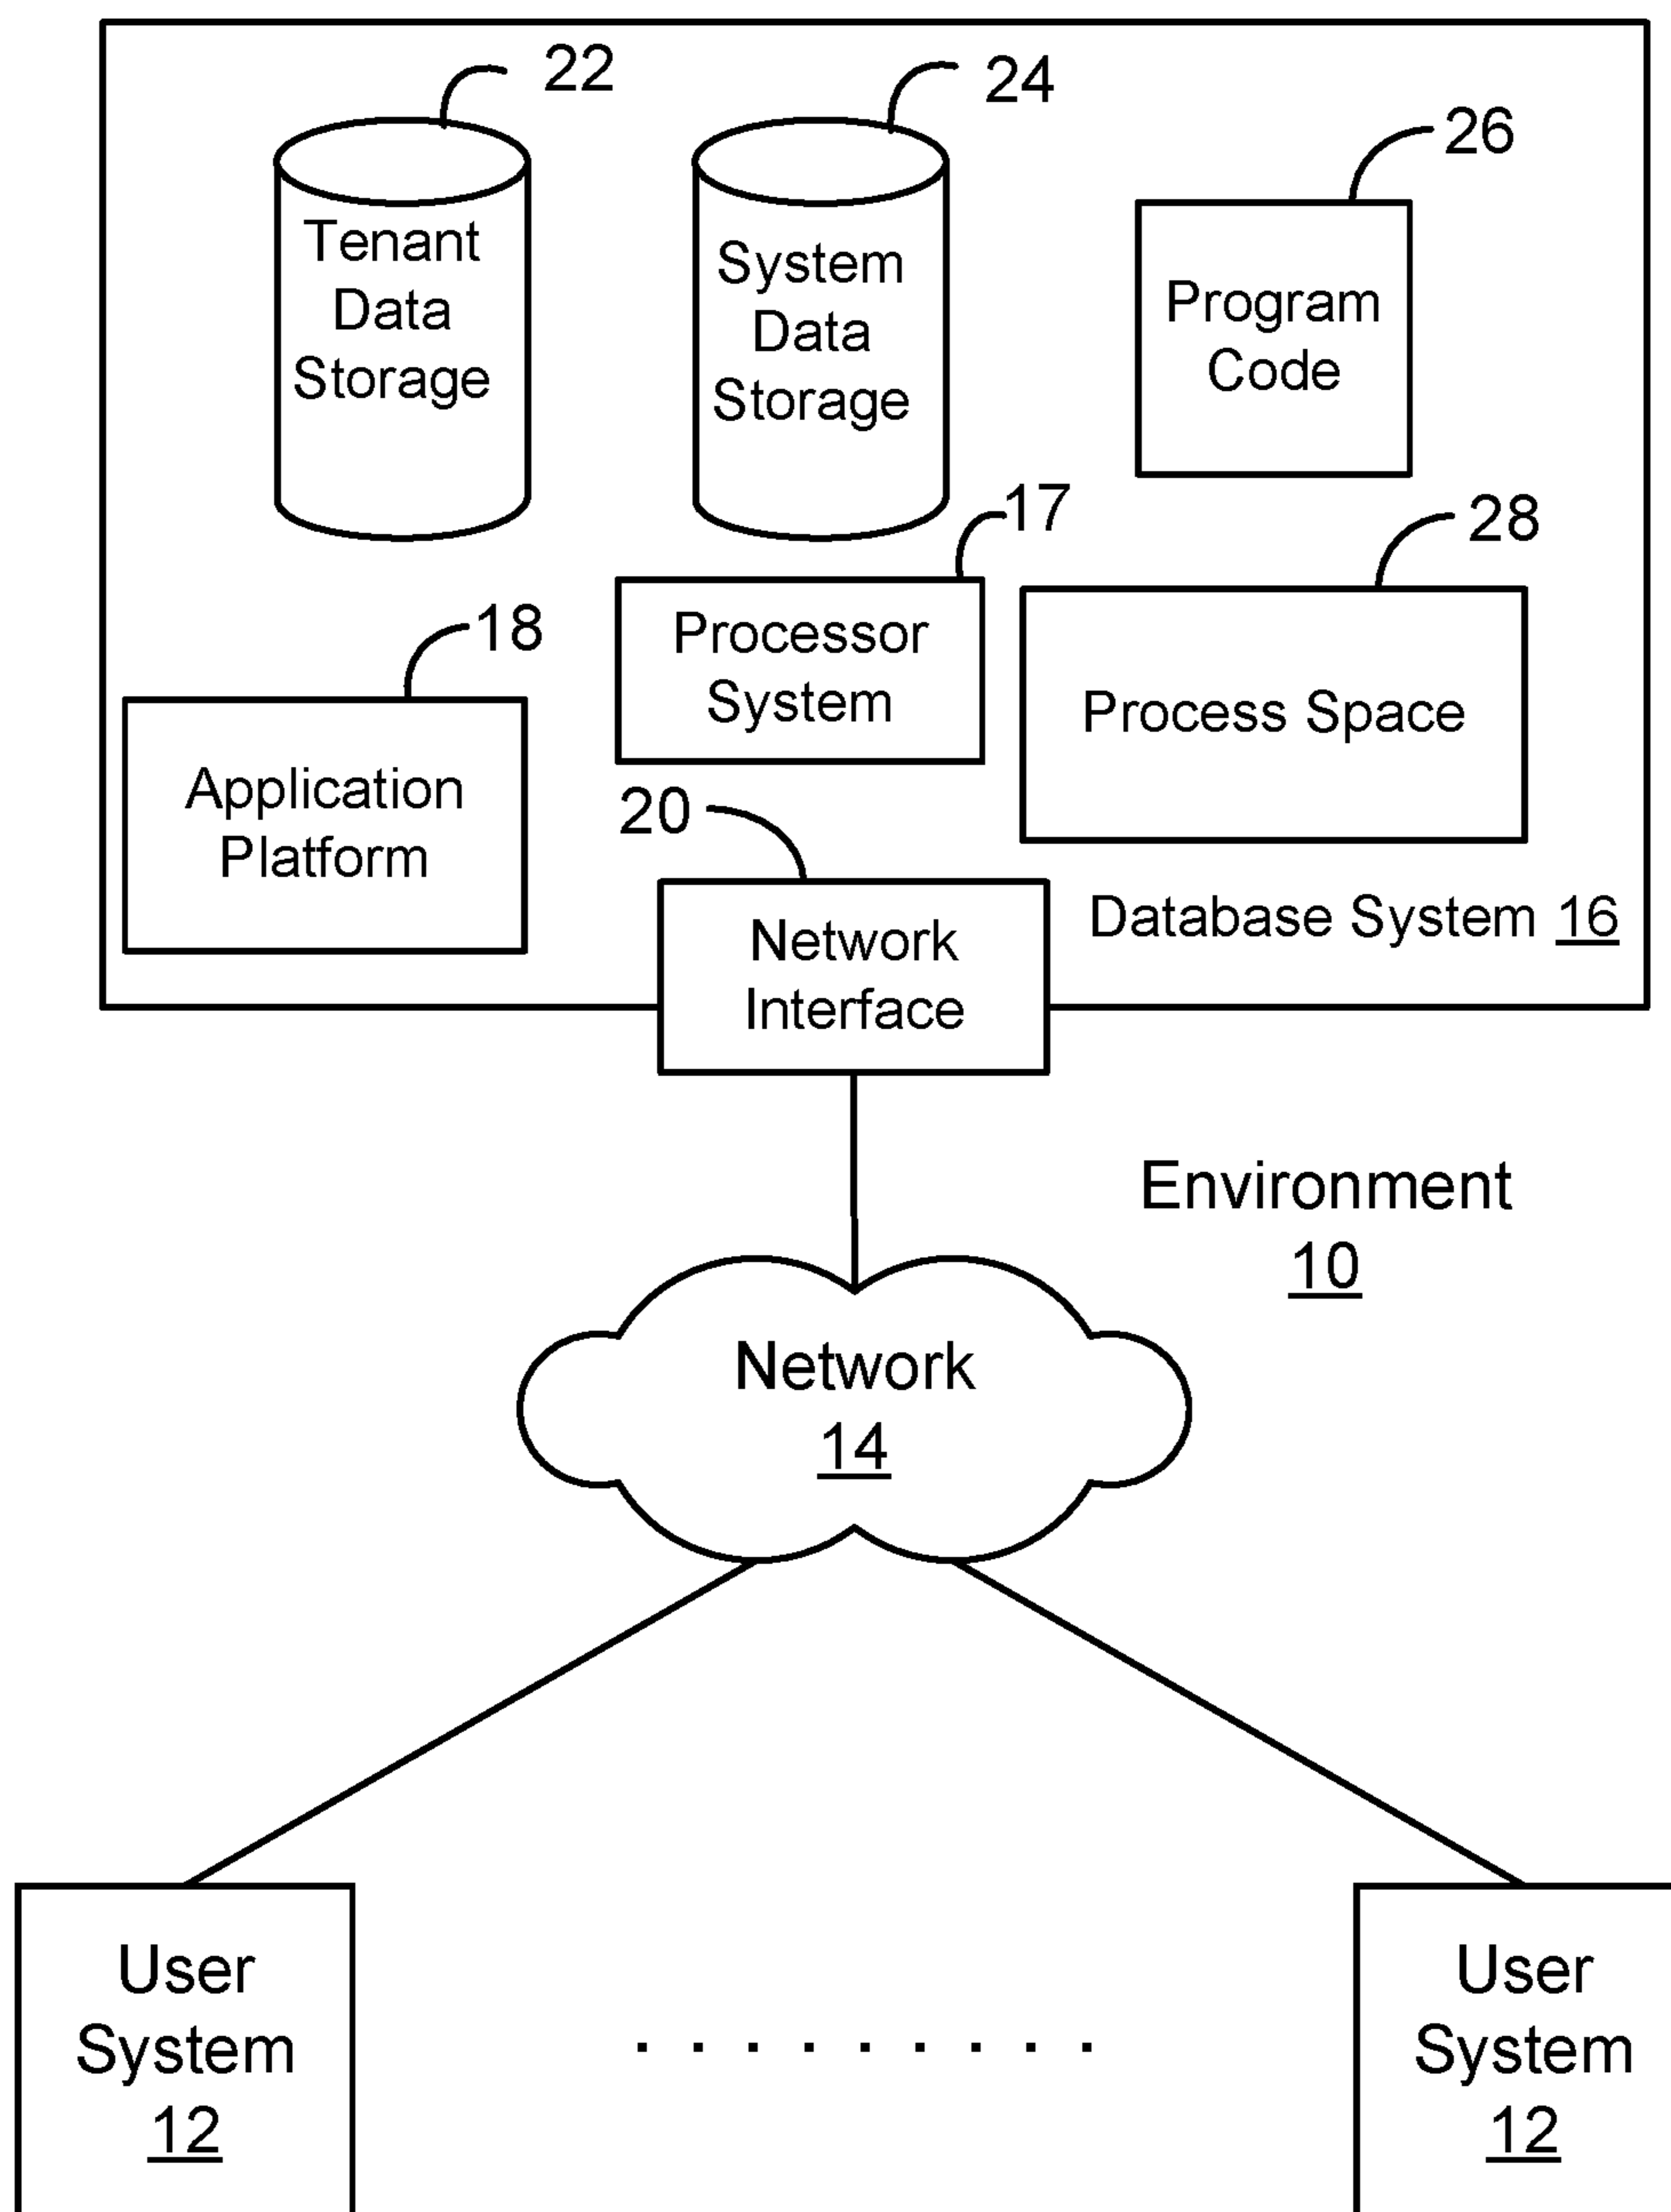 22
24
26
Tenant
Data
Storage
System
Data
Storage
Program
Code
17
28
18
Processor
System
Process Space
Application
Platform
20
Network
Interface
Database System 16
Environment
10
Network
14
User
System
12
. . . . . . . . .
User
System
12